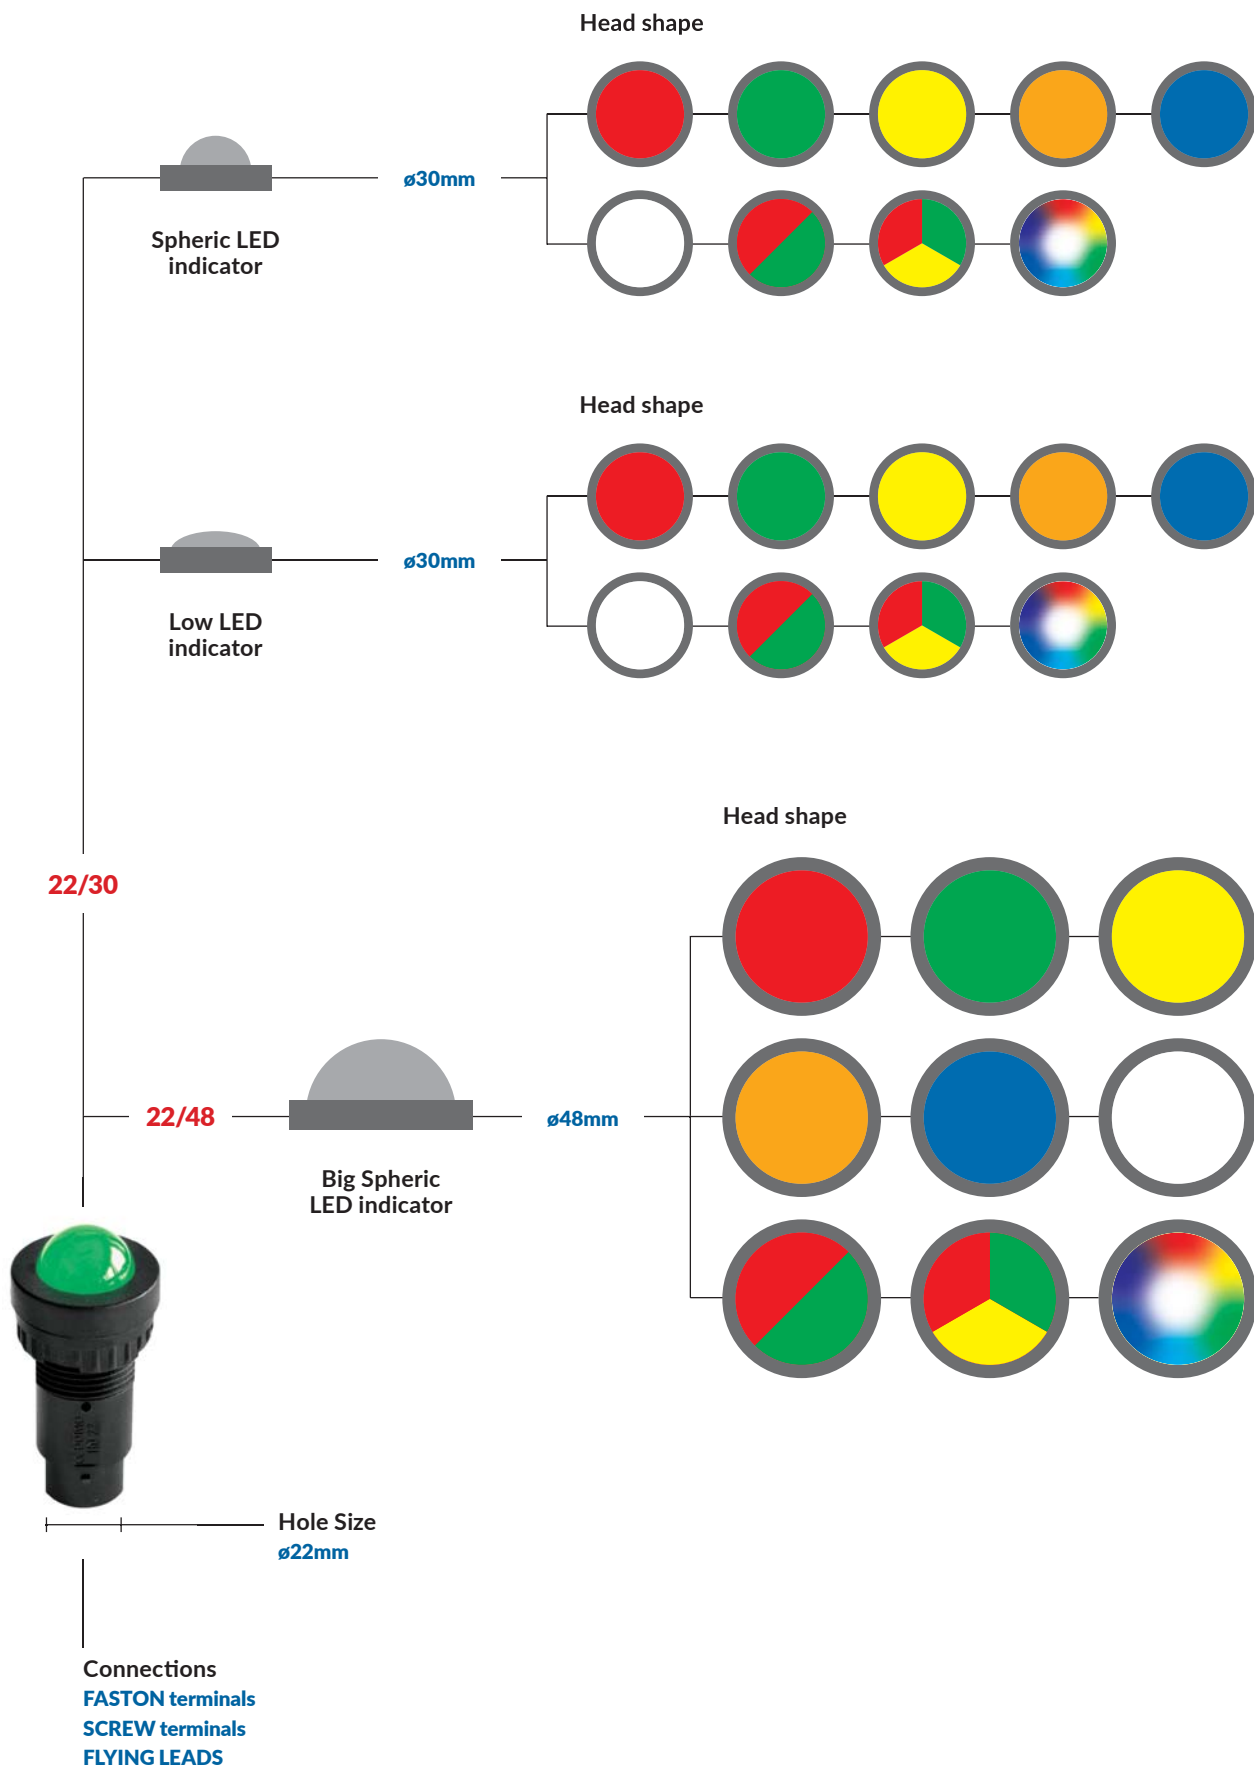 Head shape
ø30mm
Spheric LED
indicator
Head shape
ø30mm
Low LED
indicator
Head shape
22/30
22/48
ø48mm
Big Spheric
LED indicator
Hole Size
ø22mm
Connections
FASTON terminals
SCREW terminals
FLYING LEADS